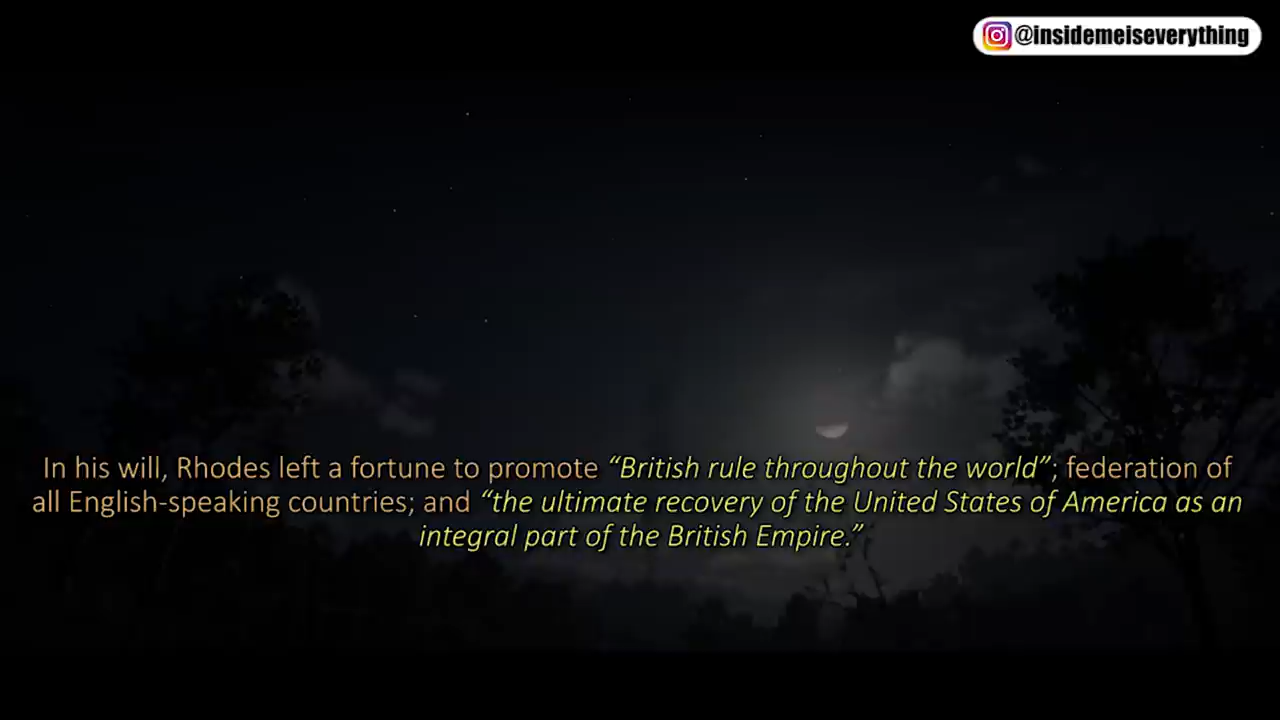 @insidemeiseverything
In his will, Rhodes left a fortune to promote “British rule throughout the world”; federation of
all English-speaking countries; and “the ultimate recovery of the United States of America as an
integral part of the British Empire.”